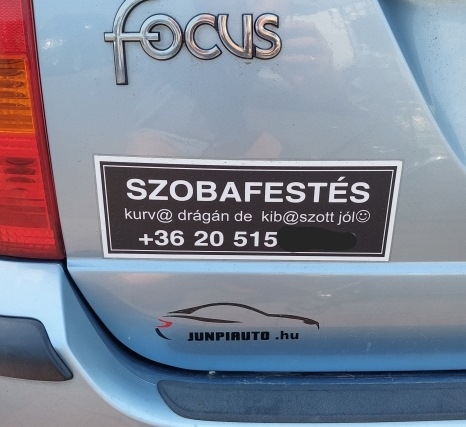 focus
SZOBAFESTÉS
kurv@ drágán de kib@szott jól☺
+36 20 515
JUNPIAUTO.hu